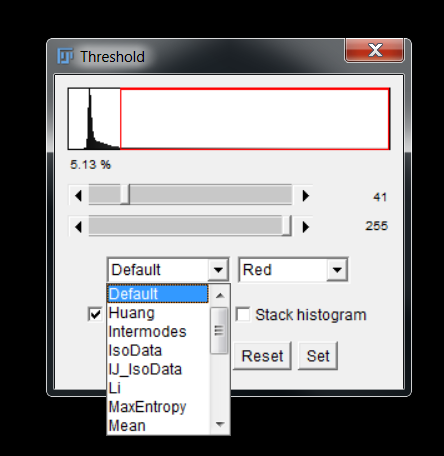 Threshold
5.13 %
41
255
Default
Red
Default
Huang
Intermodes
IsoData
IJ_IsoData
Li
MaxEntropy
Mean
Stack histogram
Reset
Set